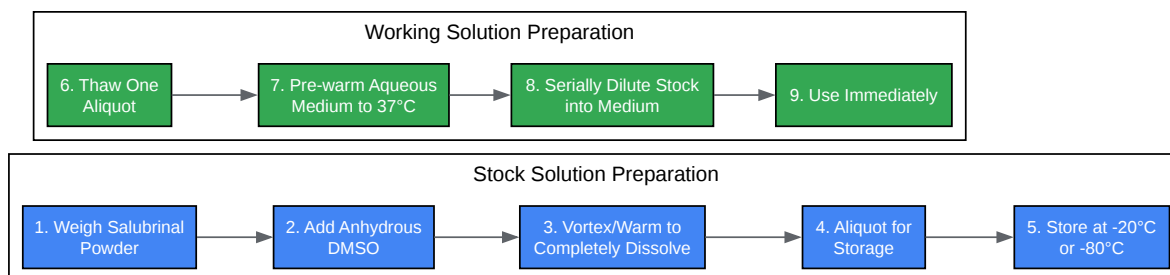 Working Solution Preparation
6. Thaw One
Aliquot
7. Pre-warm Aqueous
Medium to 37°C
8. Serially Dilute Stock
into Medium
9. Use Immediately
Stock Solution Preparation
1. Weigh Salubrinal
Powder
2. Add Anhydrous
DMSO
3. Vortex/Warm to
Completely Dissolve
4. Aliquot for
Storage
5. Store at -20°C
or -80°C